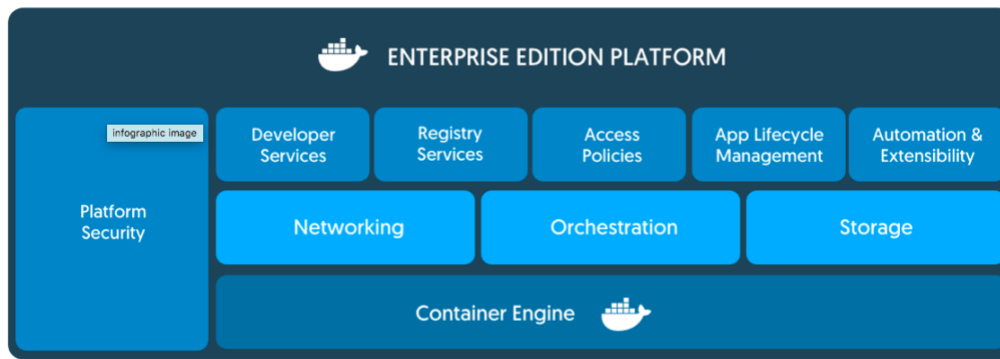 ENTERPRISE EDITION PLATFORM
infographic image
Platform
Security
Developer
Services
Registry
Services
Access
Policies
App Lifecycle
Management
Automation &
Extensibility
Networking
Orchestration
Storage
Container Engine